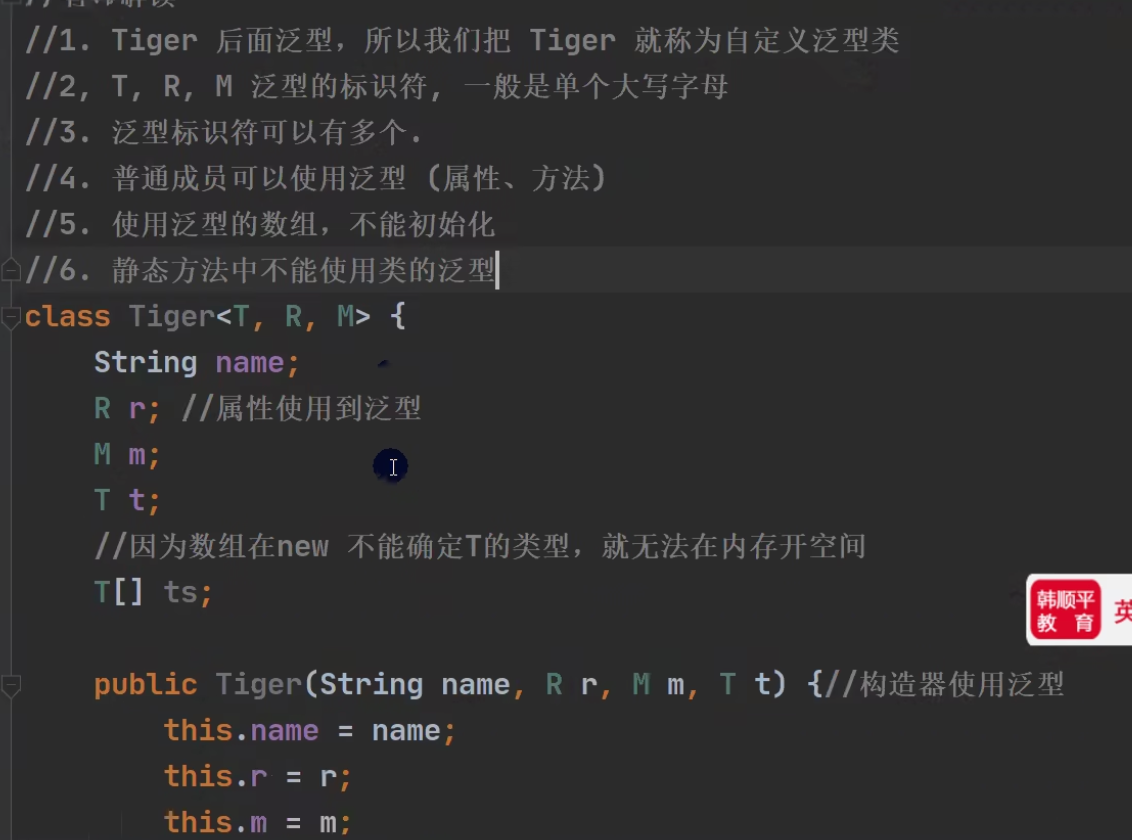 //1. Tiger 后面泛型，所以我们把 Tiger 就称为自定义泛型类
//2, T, R, M 泛型的标识符, 一般是单个大写字母
//3. 泛型标识符可以有多个.
//4. 普通成员可以使用泛型 (属性、方法)
//5. 使用泛型的数组，不能初始化
//6. 静态方法中不能使用类的泛型
class Tiger<T, R, M> {
String name;
R r; //属性使用到泛型
M m;
T t;
//因为数组在new 不能确定T的类型，就无法在内存开空间
T[] ts;
韩顺平
教 育
英
public Tiger(String name, R r, M m, T t) {//构造器使用泛型
this.name = name;
this.r = r;
this.m = m;